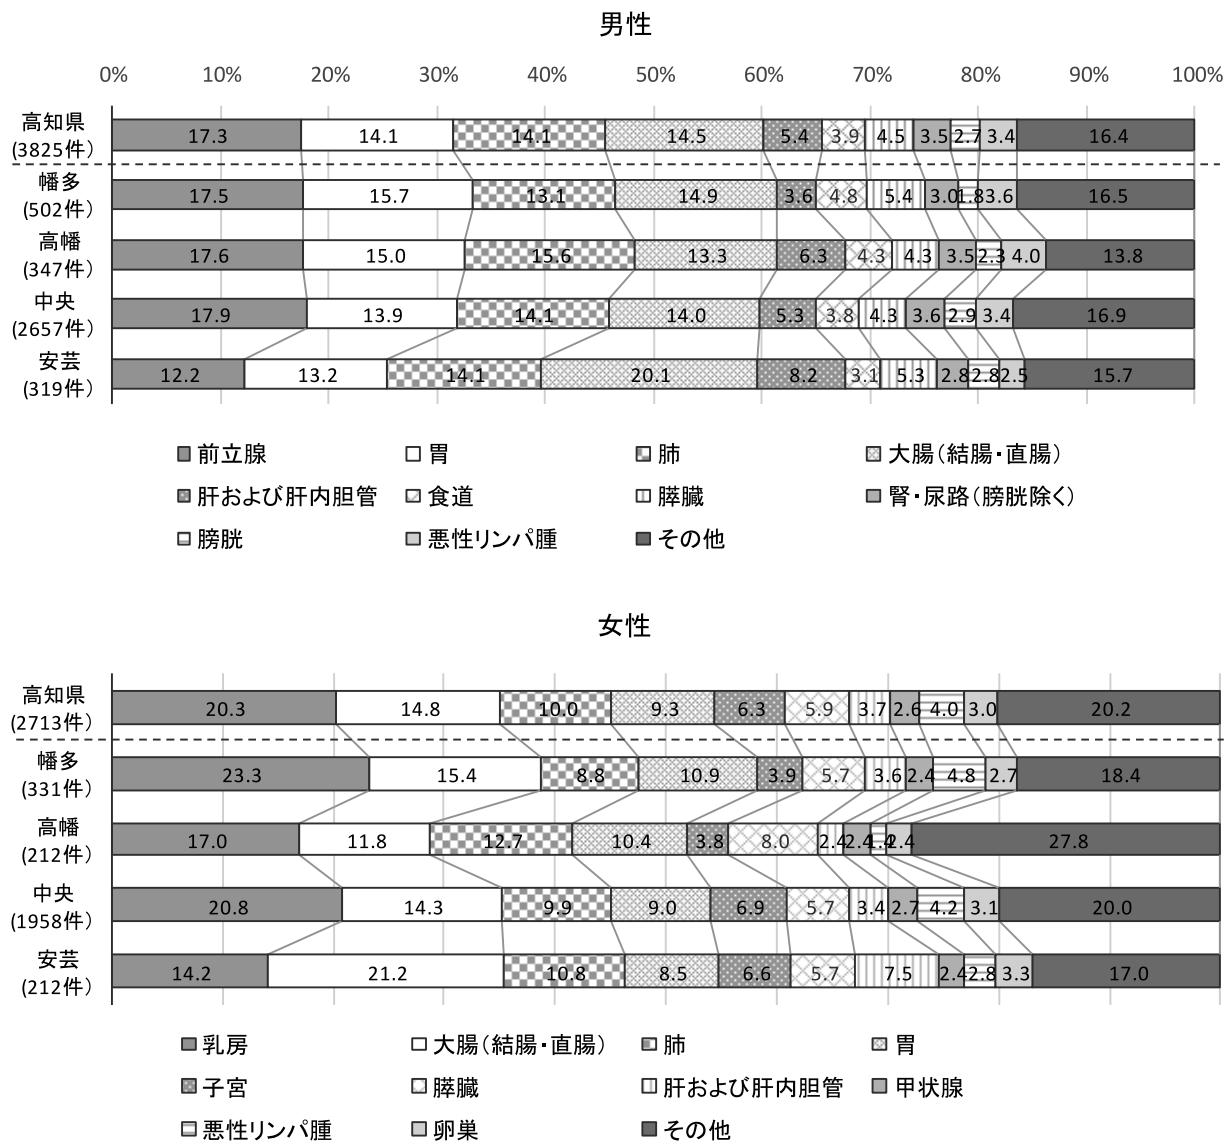 男性
0% 10% 20% 30% 40% 50% 60% 70% 80% 90% 100%
高知県
(3825件)
17.3 14.1 14.1 14.5 5.4 3.9 4.5 3.5 2.7 3.4 16.4
幡多
(502件)
17.5 15.7 13.1 14.9 3.6 4.8 5.4 3.0 1.8 3.6 16.5
高幡
(347件)
17.6 15.0 15.6 13.3 6.3 4.3 4.3 3.5 2.3 4.0 13.8
中央
(2657件)
17.9 13.9 14.1 14.0 5.3 3.8 4.3 3.6 2.9 3.4 16.9
安芸
(319件)
12.2 13.2 14.1 20.1 8.2 3.1 5.3 2.8 2.8 2.5 15.7
前立腺 胃 肺 大腸(結腸・直腸)
肝および肝内胆管 食道 膵臓 腎・尿路(膀胱除く)
膀胱 悪性リンパ腫 その他
女性
高知県
(2713件)
20.3 14.8 10.0 9.3 6.3 5.9 3.7 2.6 4.0 3.0 20.2
幡多
(331件)
23.3 15.4 8.8 10.9 3.9 5.7 3.6 2.4 4.8 2.7 18.4
高幡
(212件)
17.0 11.8 12.7 10.4 3.8 8.0 2.4 2.4 1.4 2.4 27.8
中央
(1958件)
20.8 14.3 9.9 9.0 6.9 5.7 3.4 2.7 4.2 3.1 20.0
安芸
(212件)
14.2 21.2 10.8 8.5 6.6 5.7 7.5 2.4 2.8 3.3 17.0
乳房 大腸(結腸・直腸) 肺 胃
子宮 膵臓 肝および肝内胆管 甲状腺
悪性リンパ腫 卵巣 その他